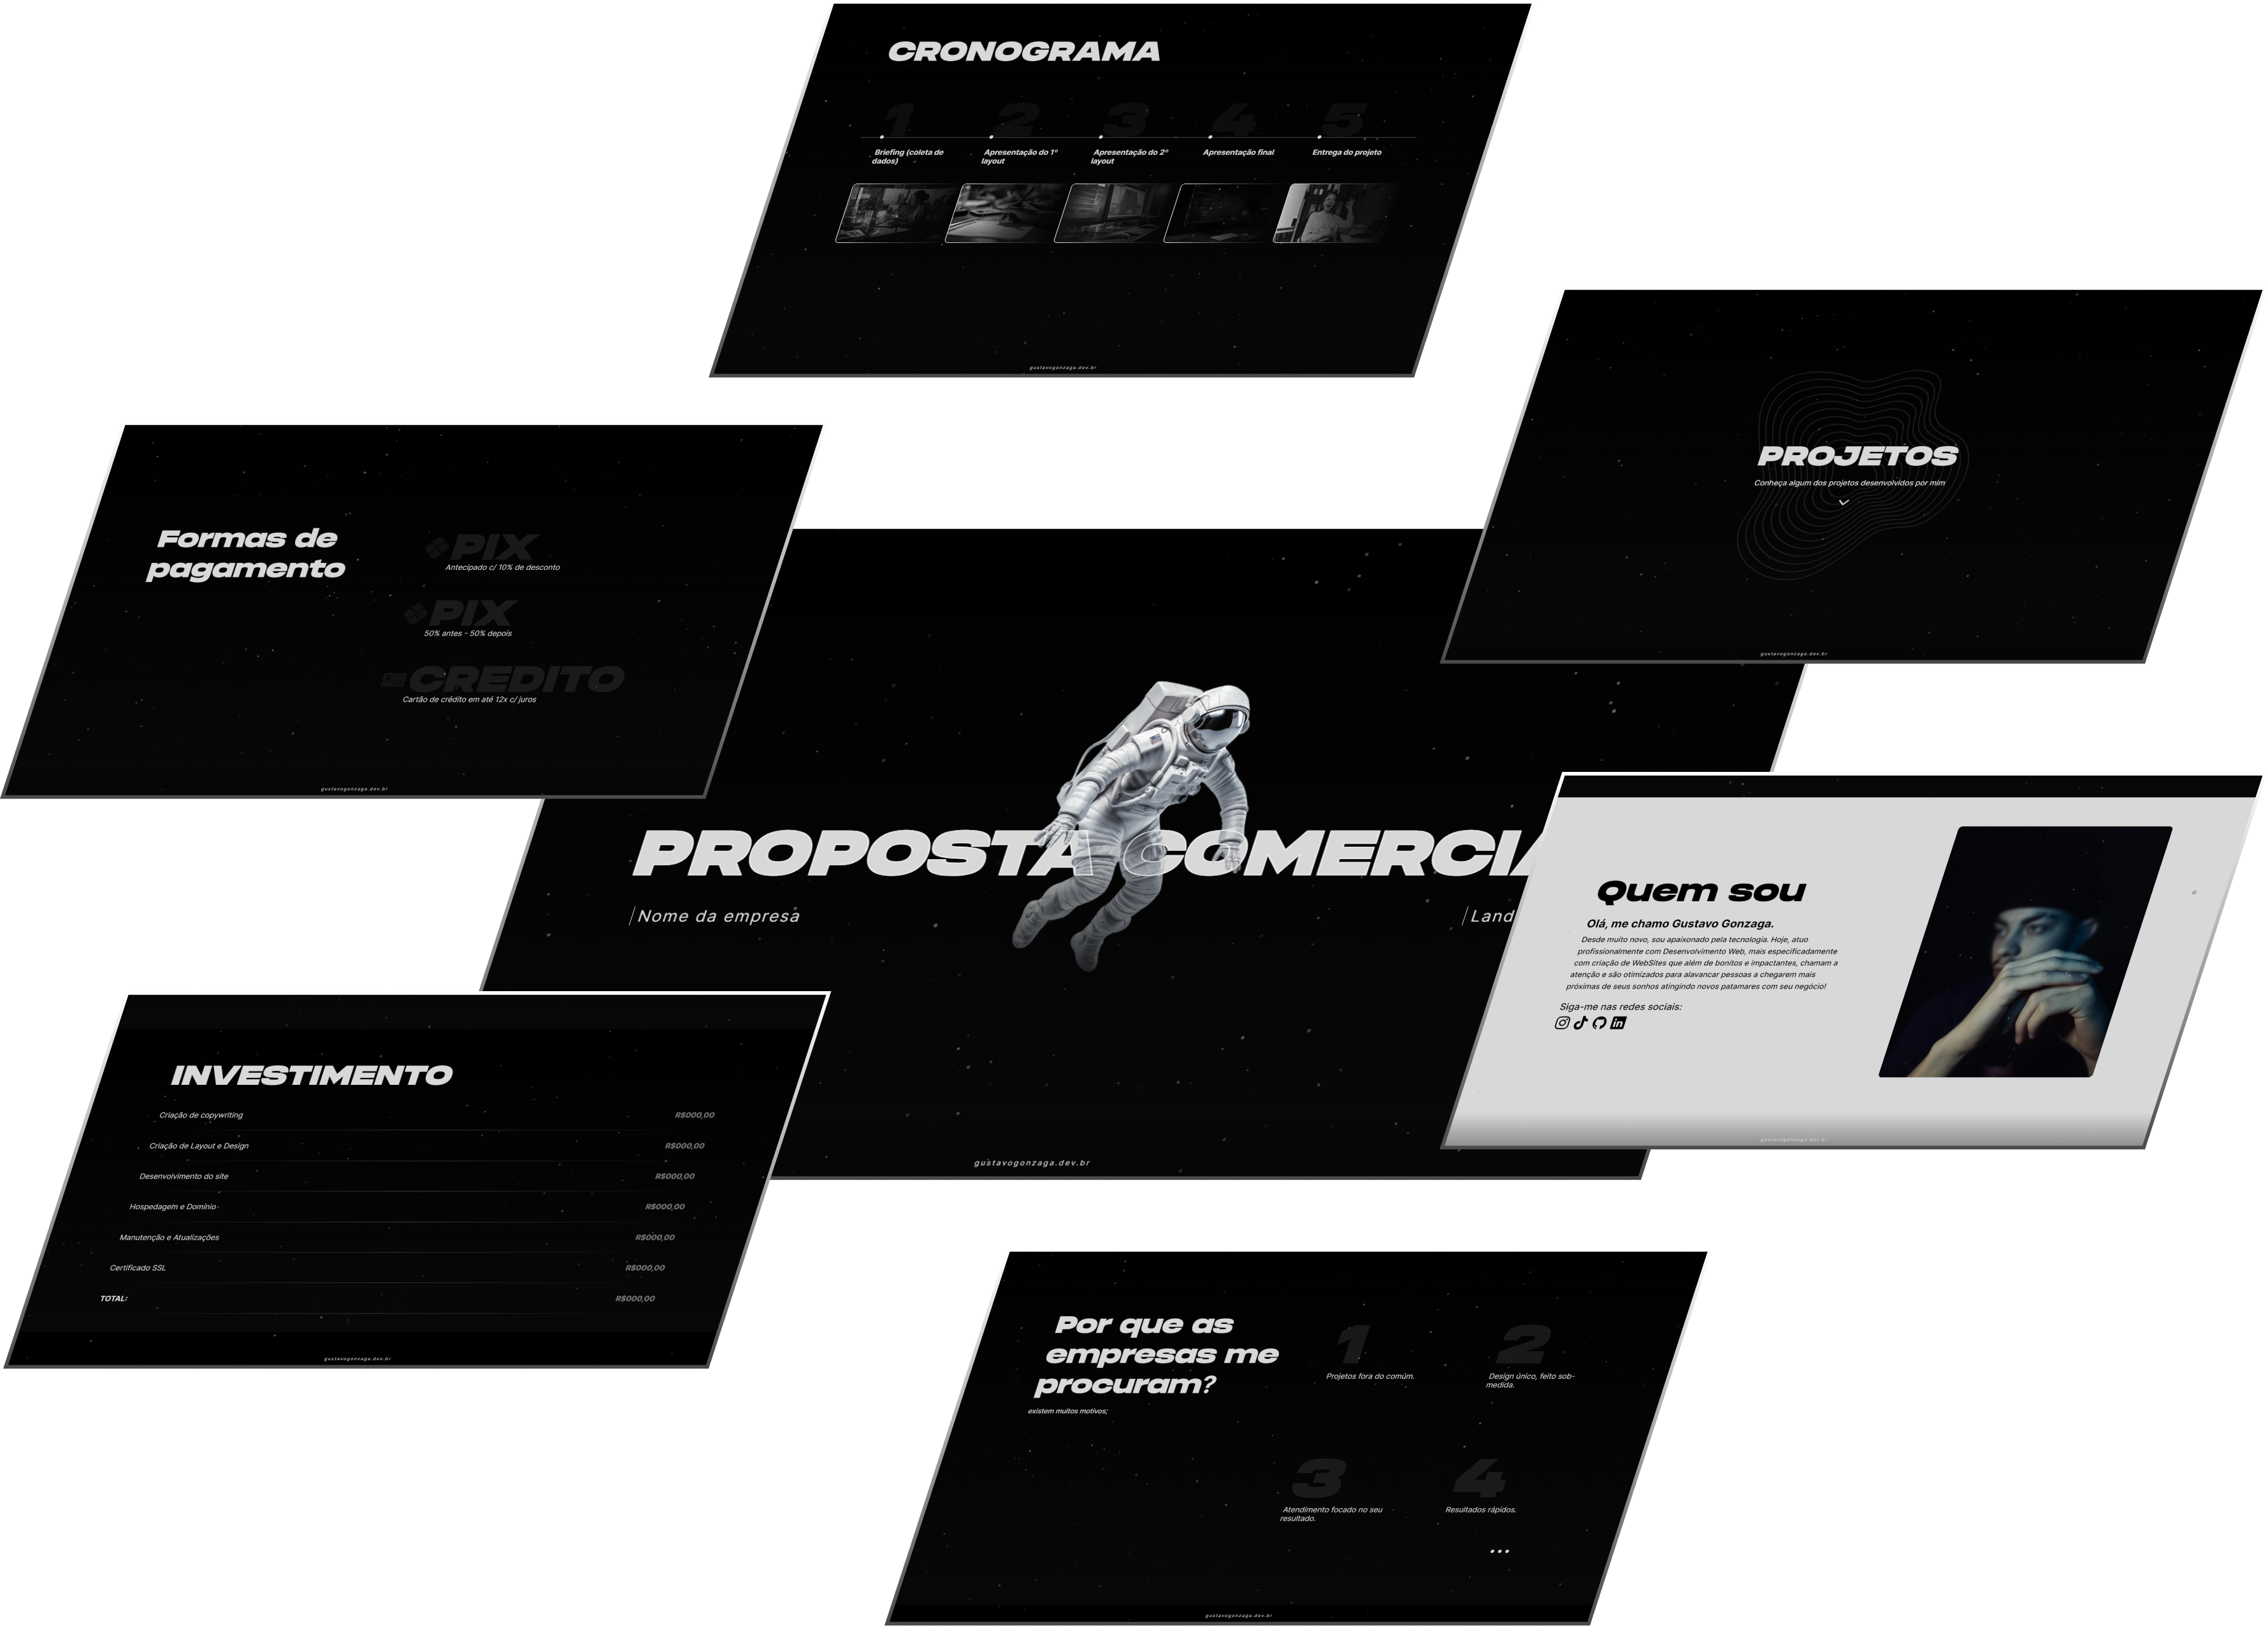 CRONOGRAMA
1 2 3 4 5
Briefing (coleta de
dados)
Apresentação do 1º
layout
Apresentação do 2º
layout
Apresentação final
Entrega do projeto
gustavogonzaga.dev.br
PROJETOS
Conheça algum dos projetos desenvolvidos por mim
gustavogonzaga.dev.br
Formas de
pagamento
PIX
Antecipado c/ 10% de desconto
PIX
50% antes - 50% depois
CREDITO
Cartão de crédito em até 12x c/ juros
gustavogonzaga.dev.br
PROPOSTA COMERCIA
|Nome da empresa
|Land
gustavogonzaga.dev.br
Quem sou
Olá, me chamo Gustavo Gonzaga.
Desde muito novo, sou apaixonado pela tecnologia. Hoje, atuo
profissionalmente com Desenvolvimento Web, mais especificadamente
com criação de WebSites que além de bonitos e impactantes, chamam a
atenção e são otimizados para alavancar pessoas a chegarem mais
próximas de seus sonhos atingindo novos patamares com seu negócio!
Siga-me nas redes sociais:
in
gustavogonzaga.dev.br
INVESTIMENTO
Criação de copywriting R$000,00
Criação de Layout e Design R$000,00
Desenvolvimento do site R$000,00
Hospedagem e Domínio R$000,00
Manutenção e Atualizações R$000,00
Certificado SSL R$000,00
TOTAL: R$000,00
gustavogonzaga.dev.br
Por que as
empresas me
procuram?
existem muitos motivos;
1
Projetos fora do comum.
2
Design único, feito sob-
medida.
3
Atendimento focado no seu
resultado.
4
Resultados rápidos.
...
gustavogonzaga.dev.br